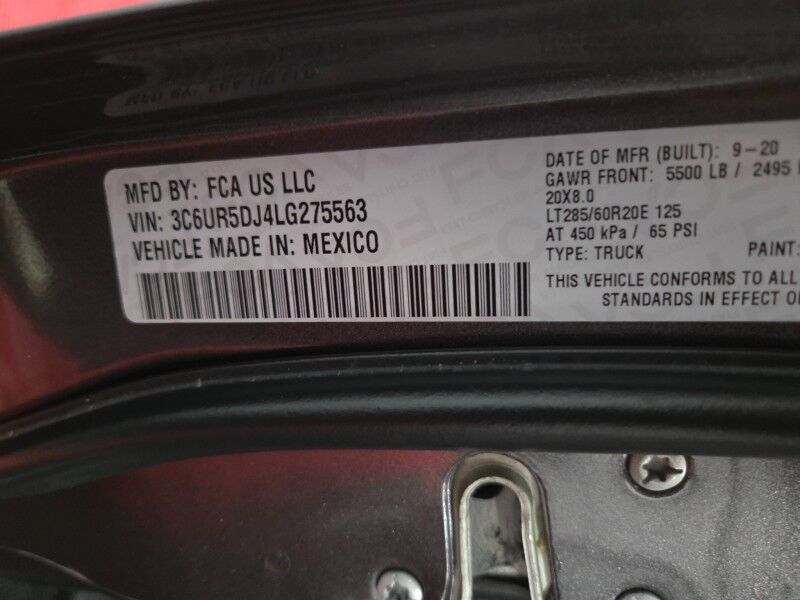 MFD BY: FCA US LLC
VIN: 3C6UR5DJ4LG275563
VEHICLE MADE IN: MEXICO
DATE OF MFR (BUILT): 9-20
GAWR FRONT: 5500 LB / 2495
20X8.0
LT285/60R20E 125
AT 450 kPa / 65 PSI
TYPE: TRUCK PAINT:
THIS VEHICLE CONFORMS TO ALL
STANDARDS IN EFFECT